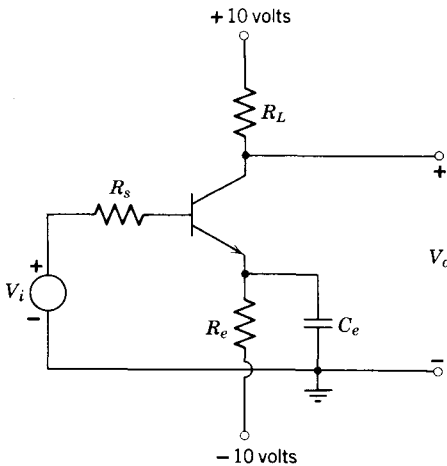 +10 volts
R_L
+
R_s
+
V_i
-
V_o
R_e
C_e
-
-10 volts